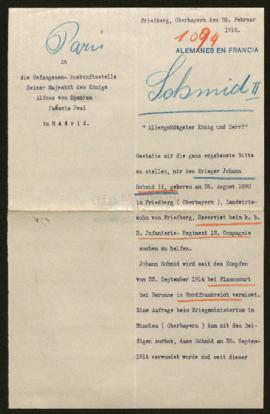 Friedberg, Oberbayern den 28. Februar
1918.
1094
ALEMANES EN FRANCIA
Paris
Schmid II
an
die Gefangenen-Auskunftsstelle
Seiner Majestät des Königs
Alfons von Spanien
Palacio Real
in M a d r i d.
"Allergnädigster König und Herr!"
Gestatte mir die ganz ergebenste Bitte
zu stellen, mir den Krieger Johann
Schmid II, geboren am 26. August 1890
in Friedberg (Oberbayern), Landwirts-
sohn von Friedberg, Reservist beim k. b.
2. Infanterie-Regiment 12. Compagnie
suchen zu helfen.
Johann Schmid wird seit den Kämpfen
vom 25. September 1914 bei Flaucourt
bei Peronne in Nordfrankreich vermisst.
Eine Anfrage beim Kriegsministerium in
München (Oberbayern) kam mit dem Bei-
fügen zurück, dass Schmid am 25. Septem-
1914 verwundet wurde und seit dieser